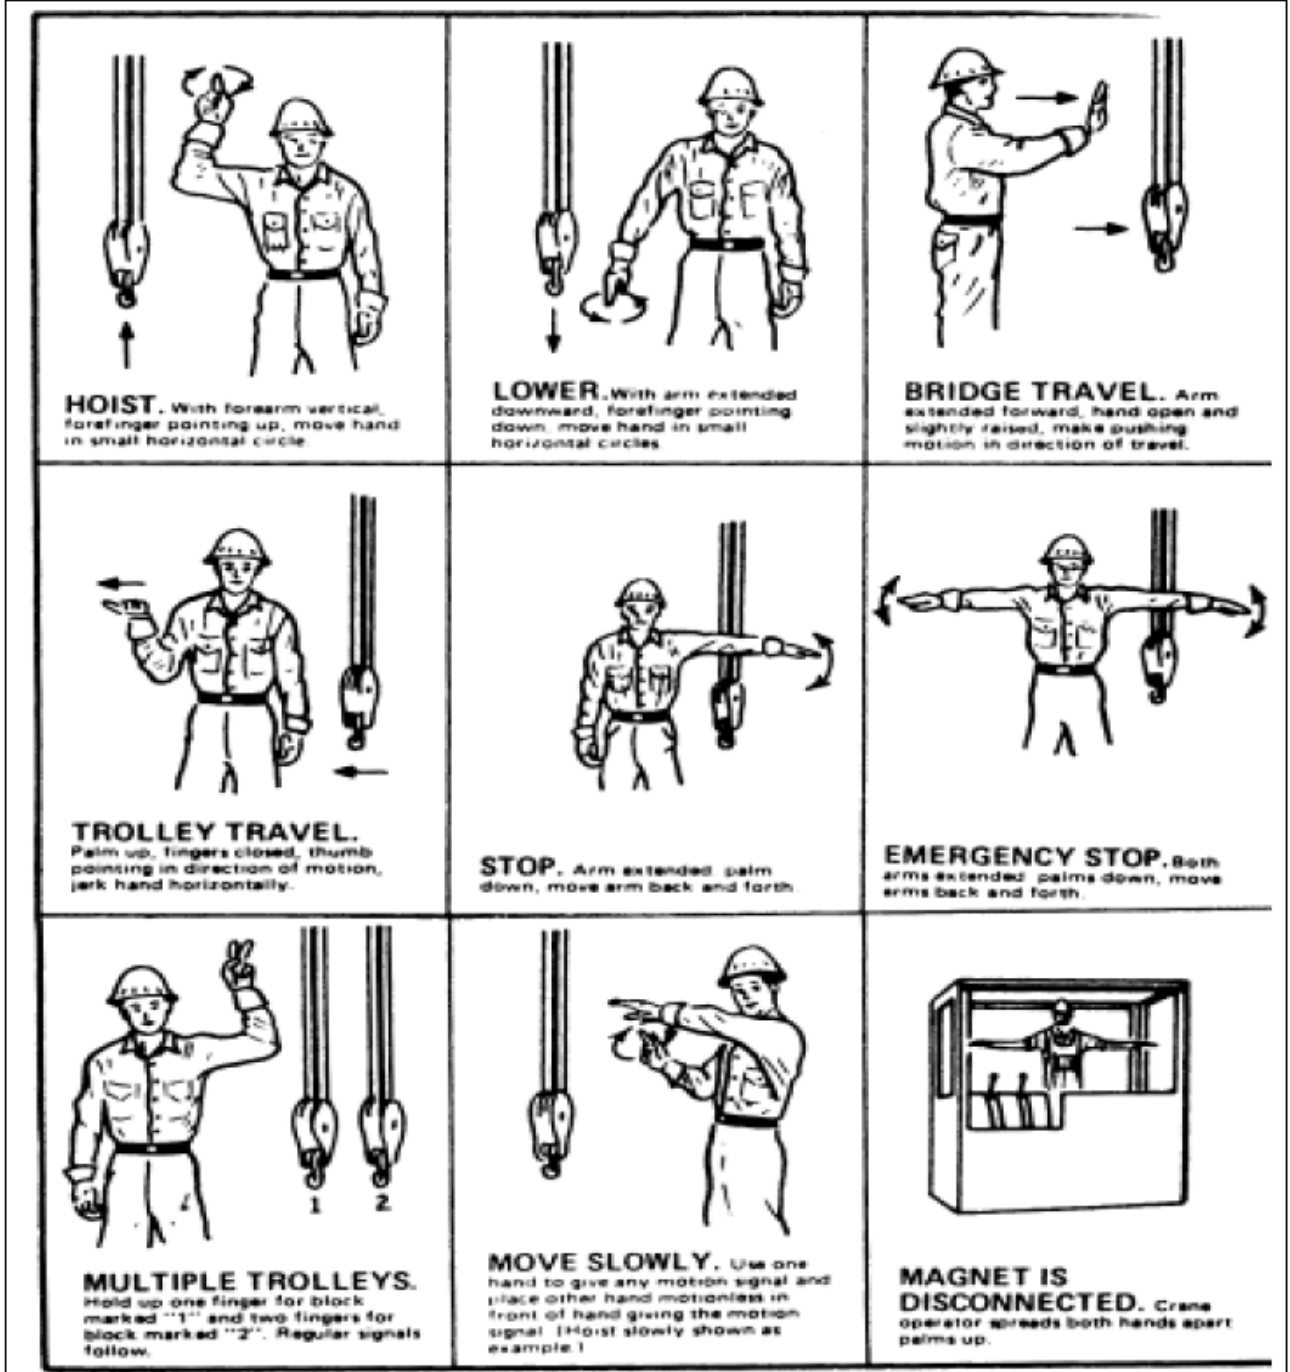 HOIST. With forearm vertical,
forefinger pointing up, move hand
in small horizontal circle.
LOWER. With arm extended
downward, forefinger pointing
down, move hand in small
horizontal circles.
BRIDGE TRAVEL. Arm
extended forward, hand open and
slightly raised, make pushing
motion in direction of travel.
TROLLEY TRAVEL.
Palm up, fingers closed, thumb
pointing in direction of motion,
jerk hand horizontally.
STOP. Arm extended, palm
down, move arm back and forth.
EMERGENCY STOP. Both
arms extended, palms down, move
arms back and forth.
1 2
MULTIPLE TROLLEYS.
Hold up one finger for block
marked "1" and two fingers for
block marked "2". Regular signals
follow.
MOVE SLOWLY. Use one
hand to give any motion signal and
place other hand motionless in
front of hand giving the motion
signal. (Hoist slowly shown as
example.)
MAGNET IS
DISCONNECTED. Crane
operator spreads both hands apart
palms up.